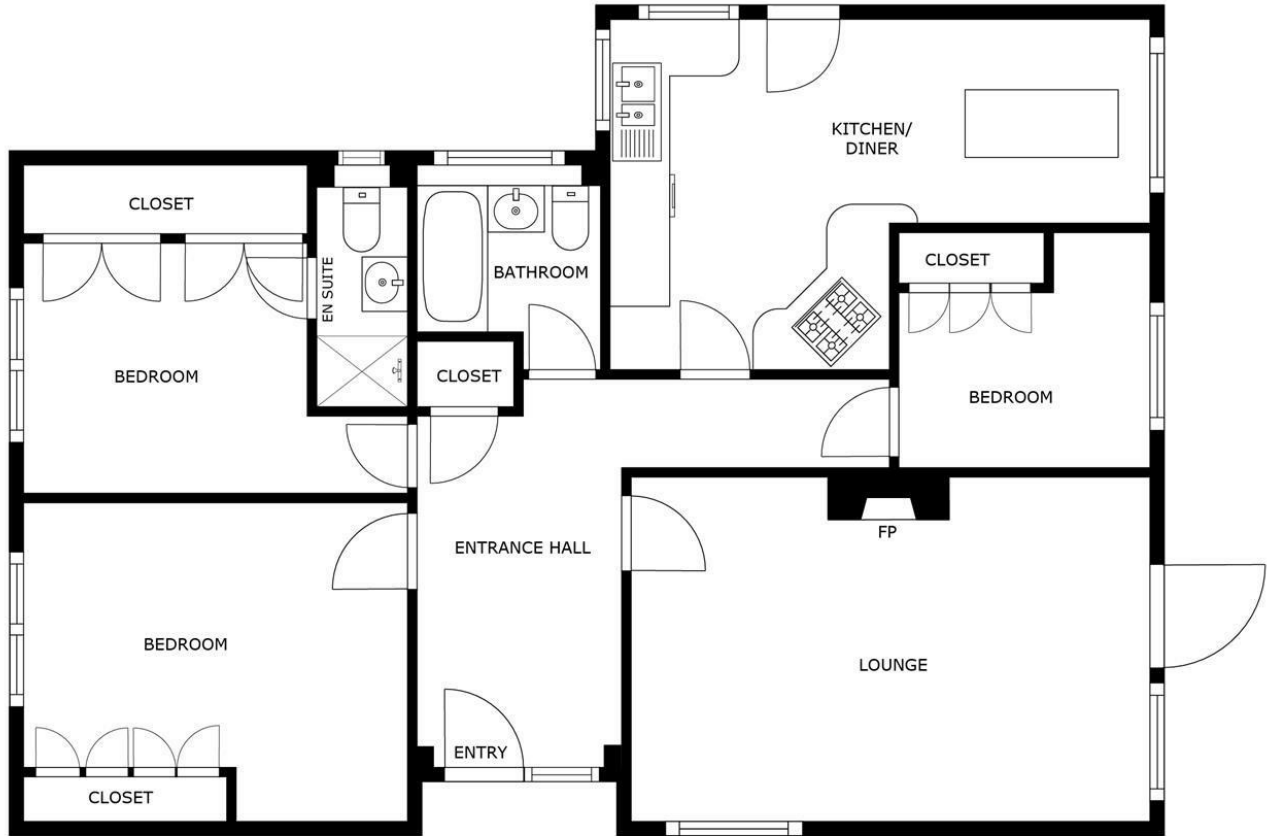 KITCHEN/
DINER
CLOSET
EN SUITE
BATHROOM
CLOSET
BEDROOM
CLOSET
BEDROOM
ENTRANCE HALL
FP
BEDROOM
LOUNGE
ENTRY
CLOSET